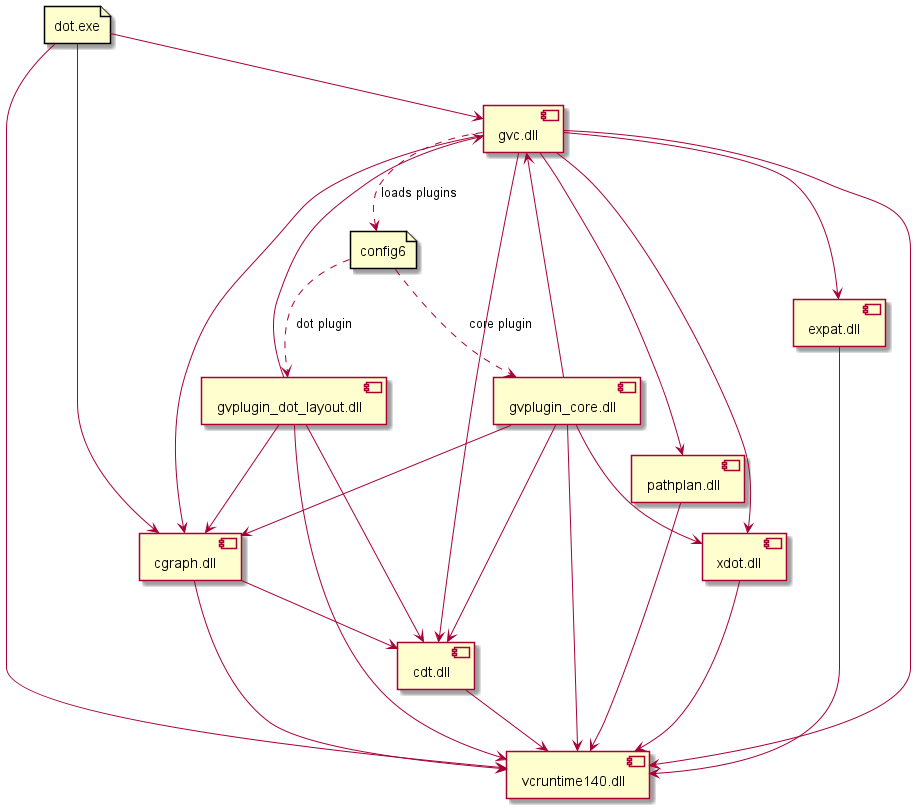 dot.exe
gvc.dll
loads plugins
config6
expat.dll
dot plugin
core plugin
gvplugin_dot_layout.dll
gvplugin_core.dll
pathplan.dll
cgraph.dll
xdot.dll
cdt.dll
vcruntime140.dll